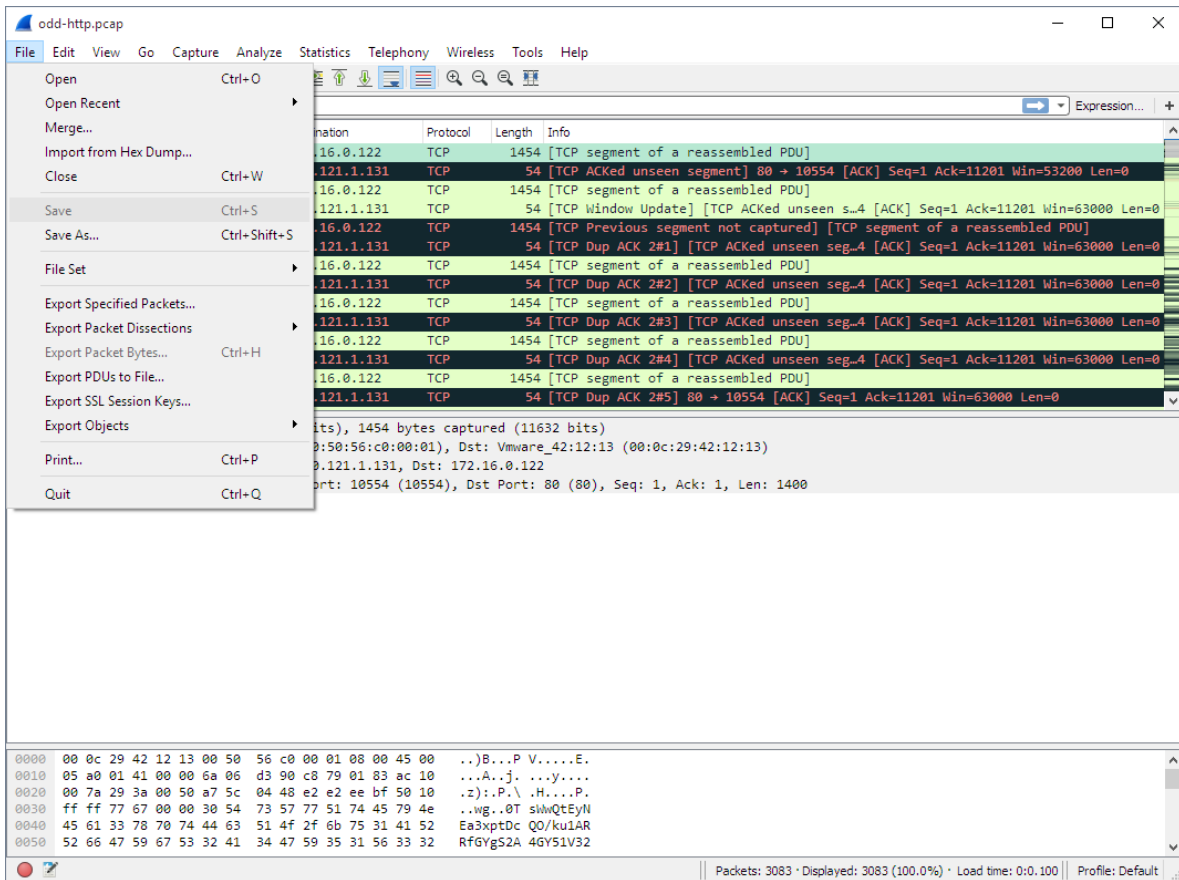 odd-http.pcap
File Edit View Go Capture Analyze Statistics Telephony Wireless Tools Help
Open Ctrl+O
Open Recent
Merge...
Import from Hex Dump...
Close Ctrl+W
Save Ctrl+S
Save As... Ctrl+Shift+S
File Set
Export Specified Packets...
Export Packet Dissections
Export Packet Bytes... Ctrl+H
Export PDUs to File...
Export SSL Session Keys...
Export Objects
Print... Ctrl+P
Quit Ctrl+Q
Expression... +
ination Protocol Length Info
.16.0.122 TCP 1454 [TCP segment of a reassembled PDU]
.121.1.131 TCP 54 [TCP ACKed unseen segment] 80 → 10554 [ACK] Seq=1 Ack=11201 Win=53200 Len=0
.16.0.122 TCP 1454 [TCP segment of a reassembled PDU]
.121.1.131 TCP 54 [TCP Window Update] [TCP ACKed unseen s…4 [ACK] Seq=1 Ack=11201 Win=63000 Len=0
.16.0.122 TCP 1454 [TCP Previous segment not captured] [TCP segment of a reassembled PDU]
.121.1.131 TCP 54 [TCP Dup ACK 2#1] [TCP ACKed unseen seg…4 [ACK] Seq=1 Ack=11201 Win=63000 Len=0
.16.0.122 TCP 1454 [TCP segment of a reassembled PDU]
.121.1.131 TCP 54 [TCP Dup ACK 2#2] [TCP ACKed unseen seg…4 [ACK] Seq=1 Ack=11201 Win=63000 Len=0
.16.0.122 TCP 1454 [TCP segment of a reassembled PDU]
.121.1.131 TCP 54 [TCP Dup ACK 2#3] [TCP ACKed unseen seg…4 [ACK] Seq=1 Ack=11201 Win=63000 Len=0
.16.0.122 TCP 1454 [TCP segment of a reassembled PDU]
.121.1.131 TCP 54 [TCP Dup ACK 2#4] [TCP ACKed unseen seg…4 [ACK] Seq=1 Ack=11201 Win=63000 Len=0
.16.0.122 TCP 1454 [TCP segment of a reassembled PDU]
.121.1.131 TCP 54 [TCP Dup ACK 2#5] 80 → 10554 [ACK] Seq=1 Ack=11201 Win=63000 Len=0
its), 1454 bytes captured (11632 bits)
0:50:56:c0:00:01), Dst: Vmware_42:12:13 (00:0c:29:42:12:13)
0.121.1.131, Dst: 172.16.0.122
ort: 10554 (10554), Dst Port: 80 (80), Seq: 1, Ack: 1, Len: 1400
0000 00 0c 29 42 12 13 00 50 56 c0 00 01 08 00 45 00 ..)B...P V.....E.
0010 05 a0 01 41 00 00 6a 06 d3 90 c8 79 01 83 ac 10 ...A..j. ...y....
0020 00 7a 29 3a 00 50 a7 5c 04 48 e2 e2 ee bf 50 10 .z):.P.\ .H....P.
0030 ff ff 77 67 00 00 30 54 73 57 77 51 74 45 79 4e ..wg..0T sWwQtEyN
0040 45 61 33 78 70 74 44 63 51 4f 2f 6b 75 31 41 52 Ea3xptDc QO/ku1AR
0050 52 66 47 59 67 53 32 41 34 47 59 35 31 56 33 32 RfGYgS2A 4GY51V32
Packets: 3083 · Displayed: 3083 (100.0%) · Load time: 0:0.100 Profile: Default